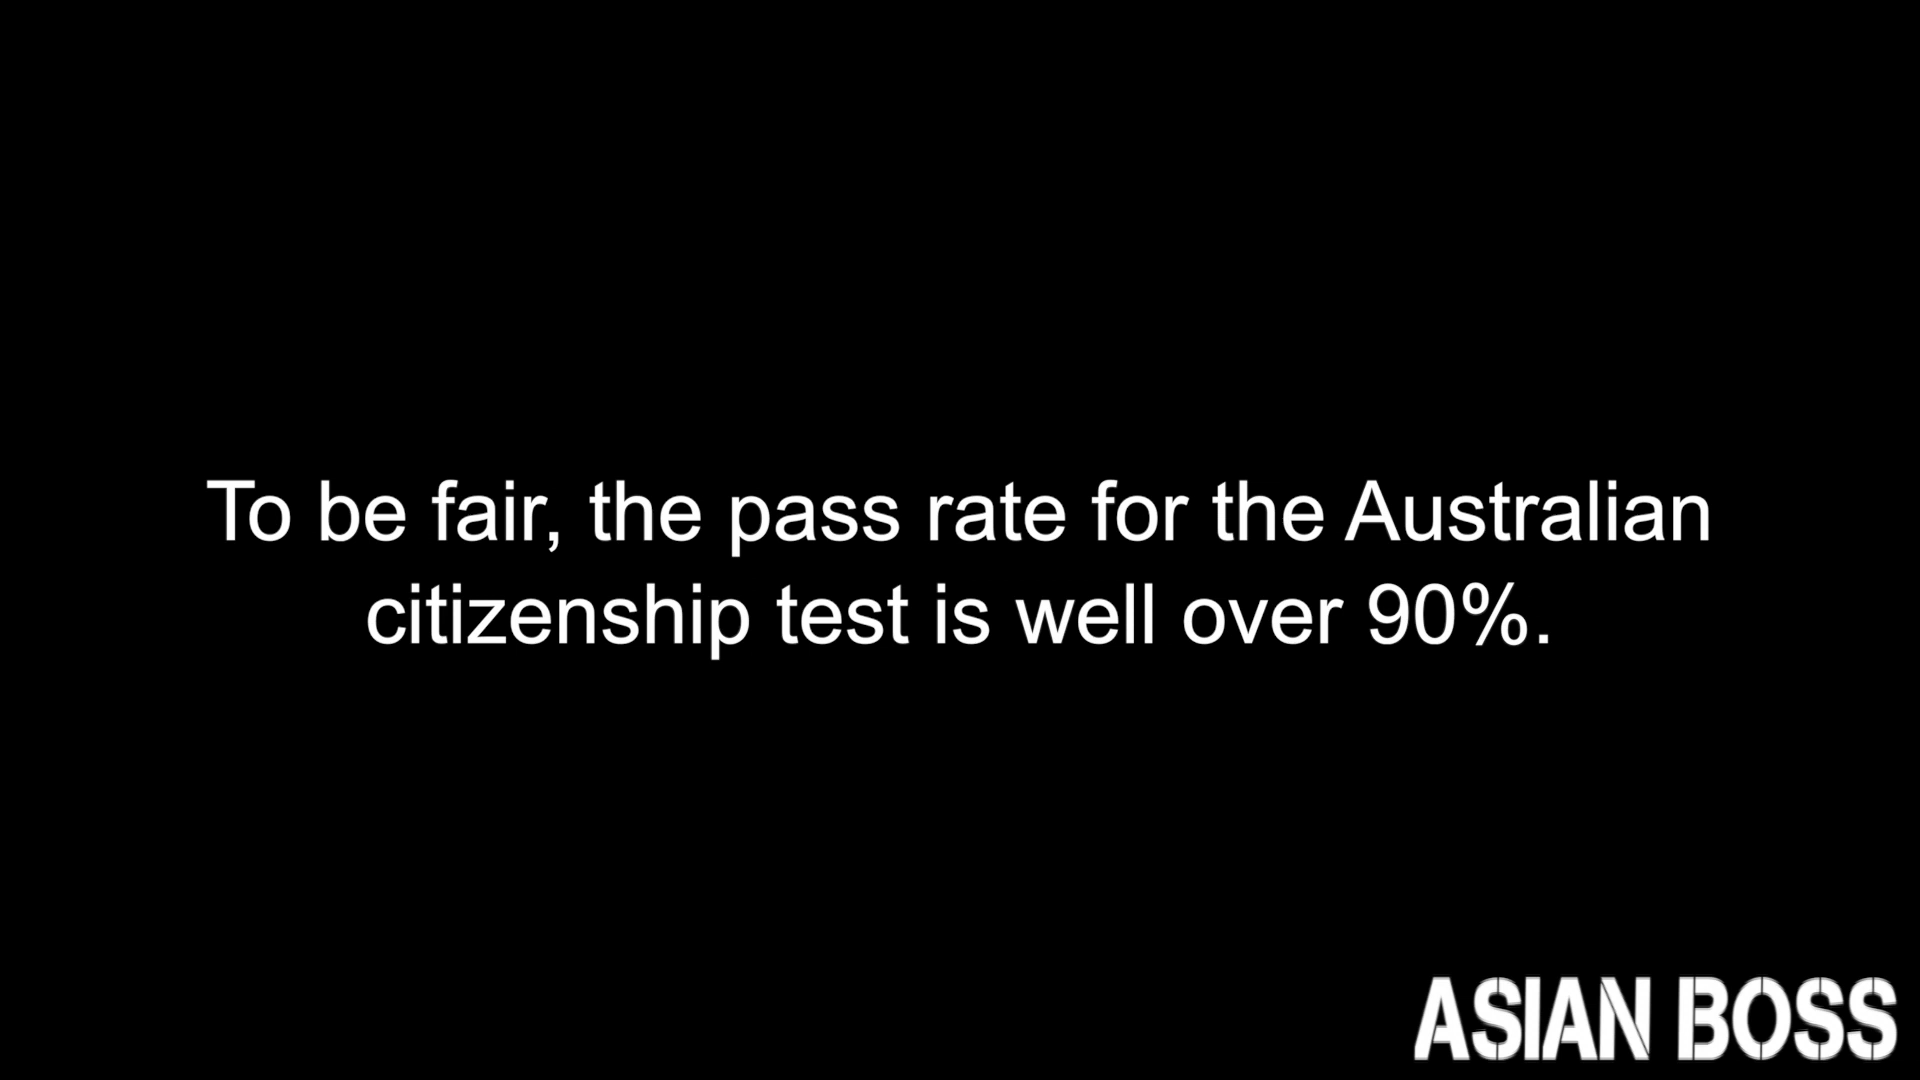 To be fair, the pass rate for the Australian
citizenship test is well over 90%.
ASIAN BOSS